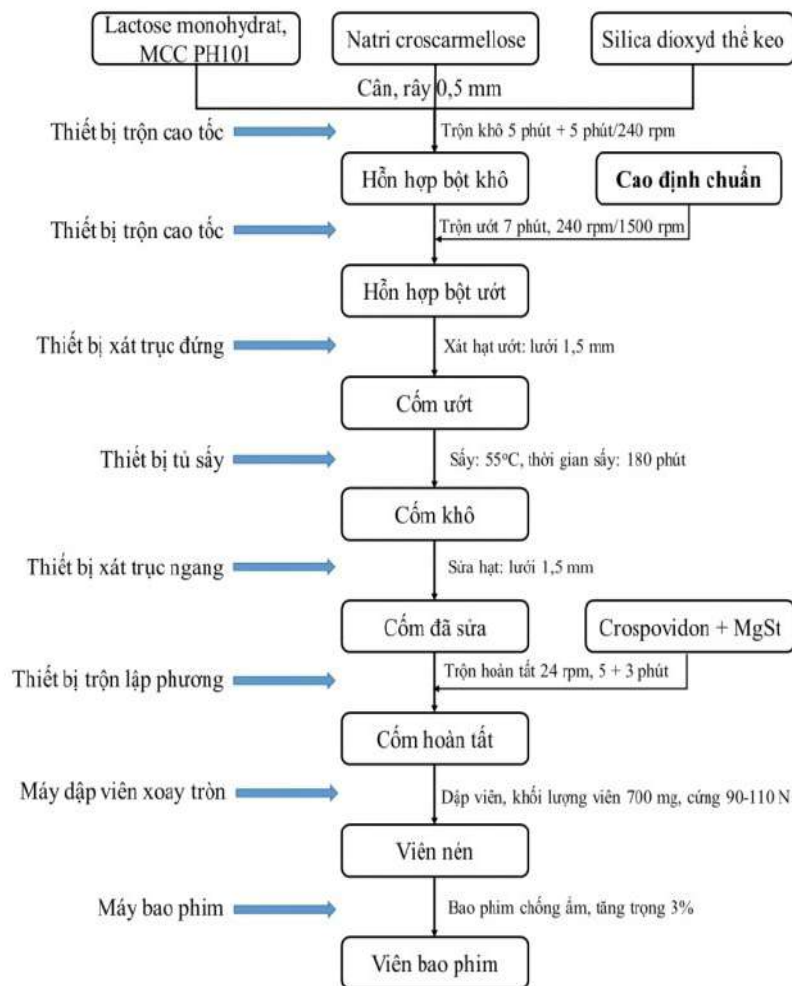 Lactose monohydrat,
MCC PH101
Natri croscarmellose
Silica dioxyd thể keo
Cân, rây 0,5 mm
Thiết bị trộn cao tốc
Trộn khô 5 phút + 5 phút/240 rpm
Hỗn hợp bột khô
Cao định chuẩn
Thiết bị trộn cao tốc
Trộn ướt 7 phút, 240 rpm/1500 rpm
Hỗn hợp bột ướt
Thiết bị xát trục đứng
Xát hạt ướt: lưới 1,5 mm
Cốm ướt
Thiết bị tủ sấy
Sấy: 55°C, thời gian sấy: 180 phút
Cốm khô
Thiết bị xát trục ngang
Sửa hạt: lưới 1,5 mm
Cốm đã sửa
Crospovidon + MgSt
Thiết bị trộn lập phương
Trộn hoàn tất 24 rpm, 5 + 3 phút
Cốm hoàn tất
Máy dập viên xoay tròn
Dập viên, khối lượng viên 700 mg, cứng 90-110 N
Viên nén
Máy bao phim
Bao phim chống ẩm, tăng trọng 3%
Viên bao phim